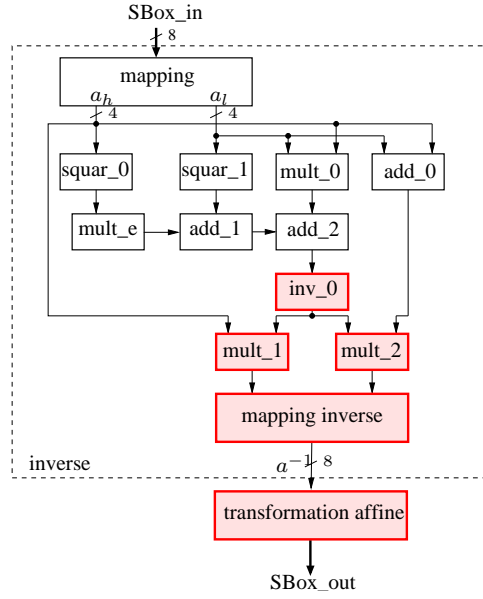 SBox_in
8
mapping
a_h a_l
4 4
squar_0 squar_1 mult_0 add_0
mult_e add_1 add_2
inv_0
mult_1 mult_2
mapping inverse
inverse a^{-1} 8
transformation affine
SBox_out